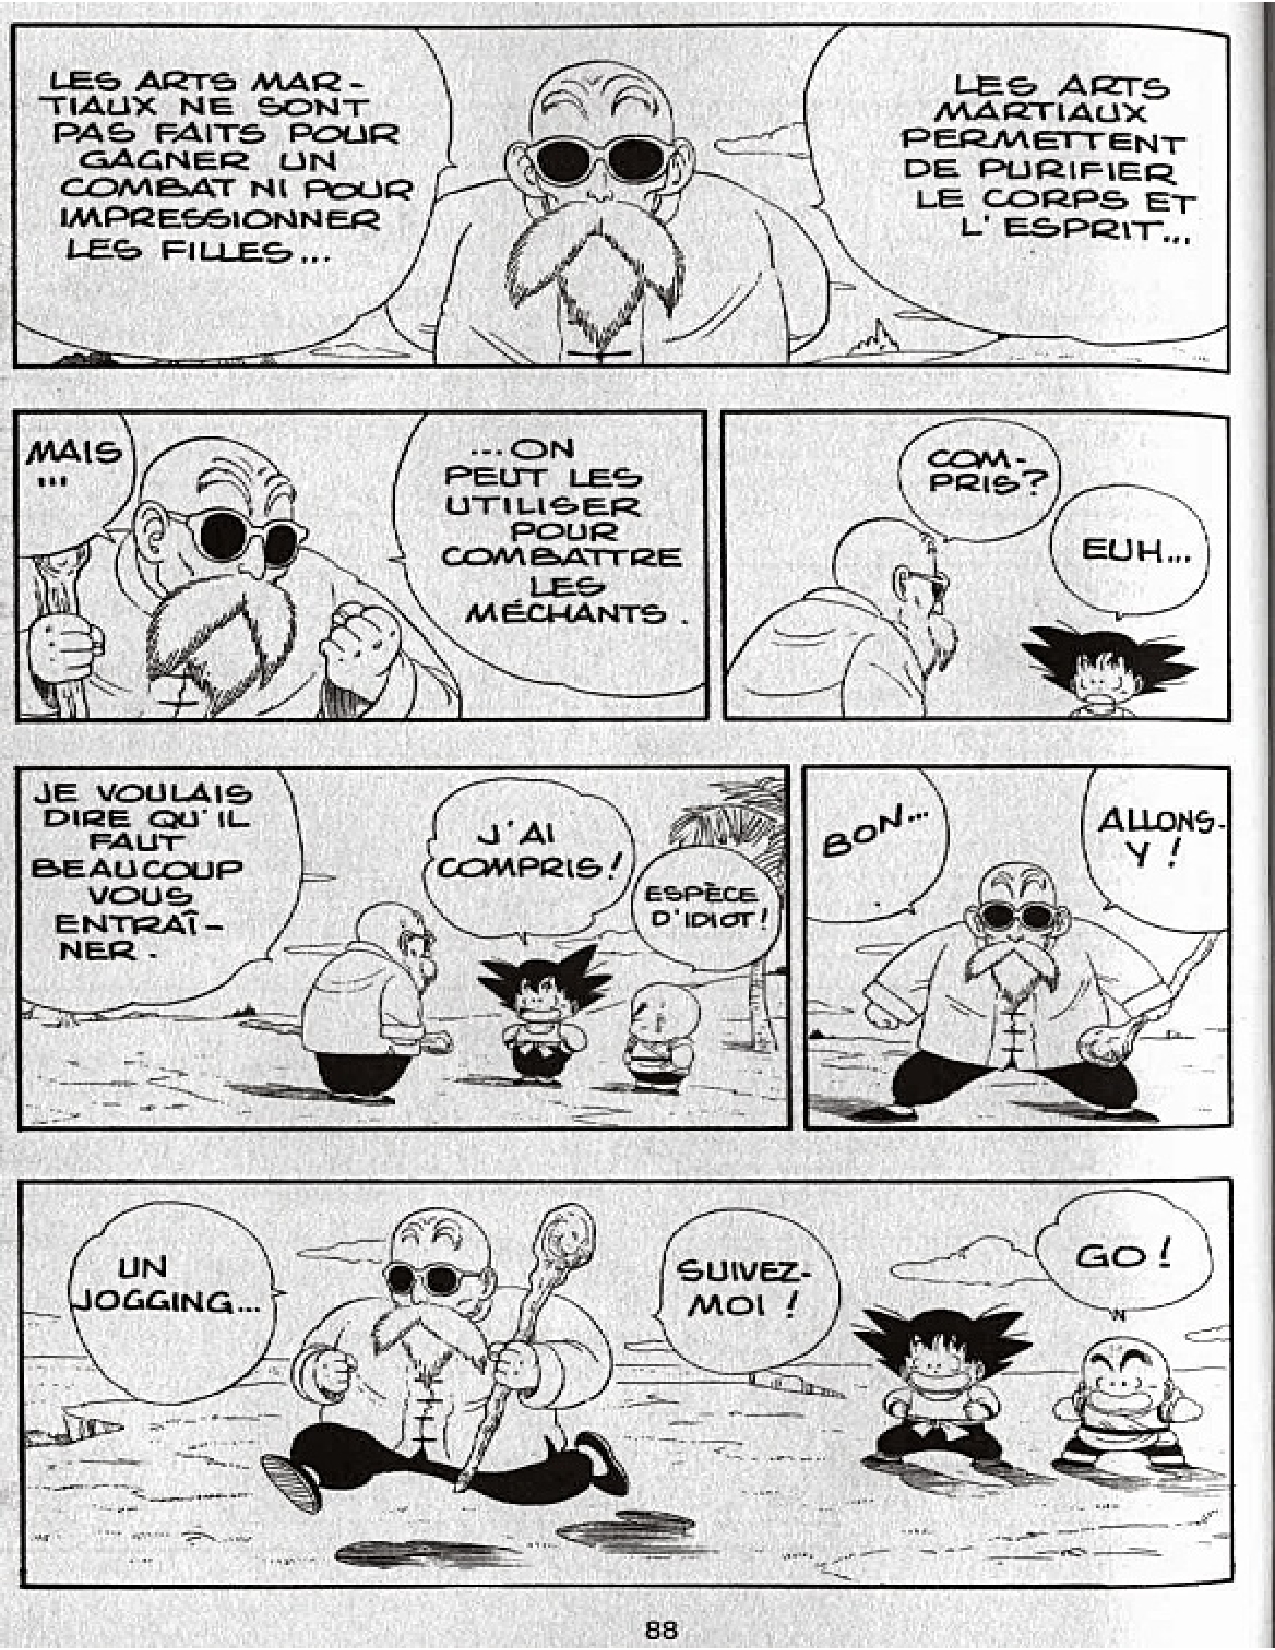 LES ARTS MAR-
TIAUX NE SONT
PAS FAITS POUR
GAGNER UN
COMBAT NI POUR
IMPRESSIONNER
LES FILLES...
LES ARTS
MARTIAUX
PERMETTENT
DE PURIFIER
LE CORPS ET
L'ESPRIT...
MAIS
...
...ON
PEUT LES
UTILISER
POUR
COMBATTRE
LES
MÉCHANTS.
COM-
PRIS?
EUH...
JE VOULAIS
DIRE QU'IL
FAUT
BEAUCOUP
VOUS
ENTRAÎ-
NER.
J'AI
COMPRIS!
ESPÈCE
D'IDIOT!
BON...
ALLONS-
Y!
UN
JOGGING...
SUIVEZ-
MOI!
GO!
88